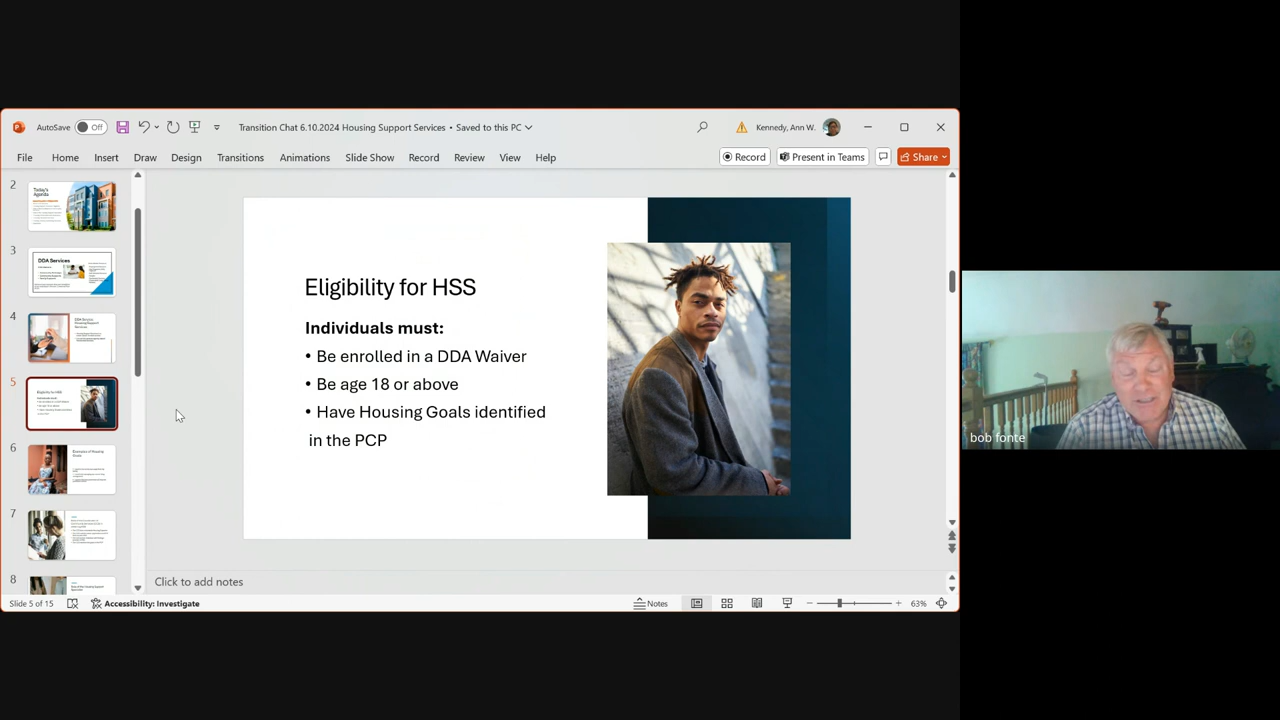 AutoSave Off
Transition Chat 6.10.2024 Housing Support Services • Saved to this PC
Kennedy, Ann W.
File Home Insert Draw Design Transitions Animations Slide Show Record Review View Help
Record Present in Teams Share
2
Today's
Agenda
3
DDA Services
4
5
6
7
8
Eligibility for HSS
Individuals must:
• Be enrolled in a DDA Waiver
• Be age 18 or above
• Have Housing Goals identified
in the PCP
bob fonte
Click to add notes
Slide 5 of 15 Accessibility: Investigate Notes 63%